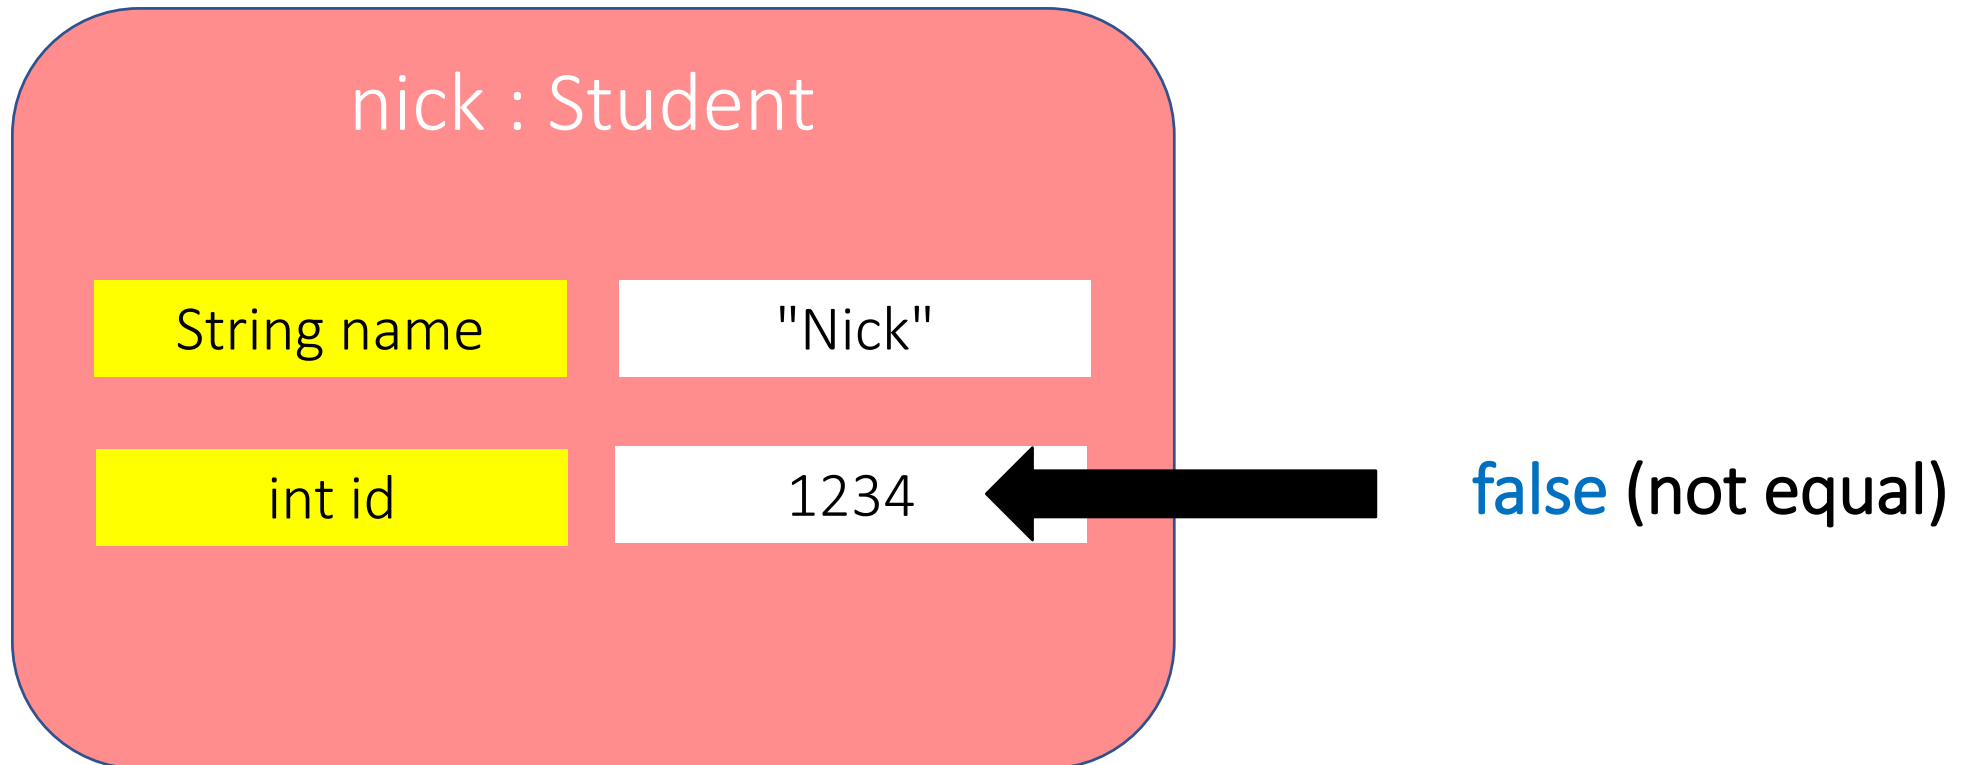 nick : Student
String name
"Nick"
int id
1234
false (not equal)